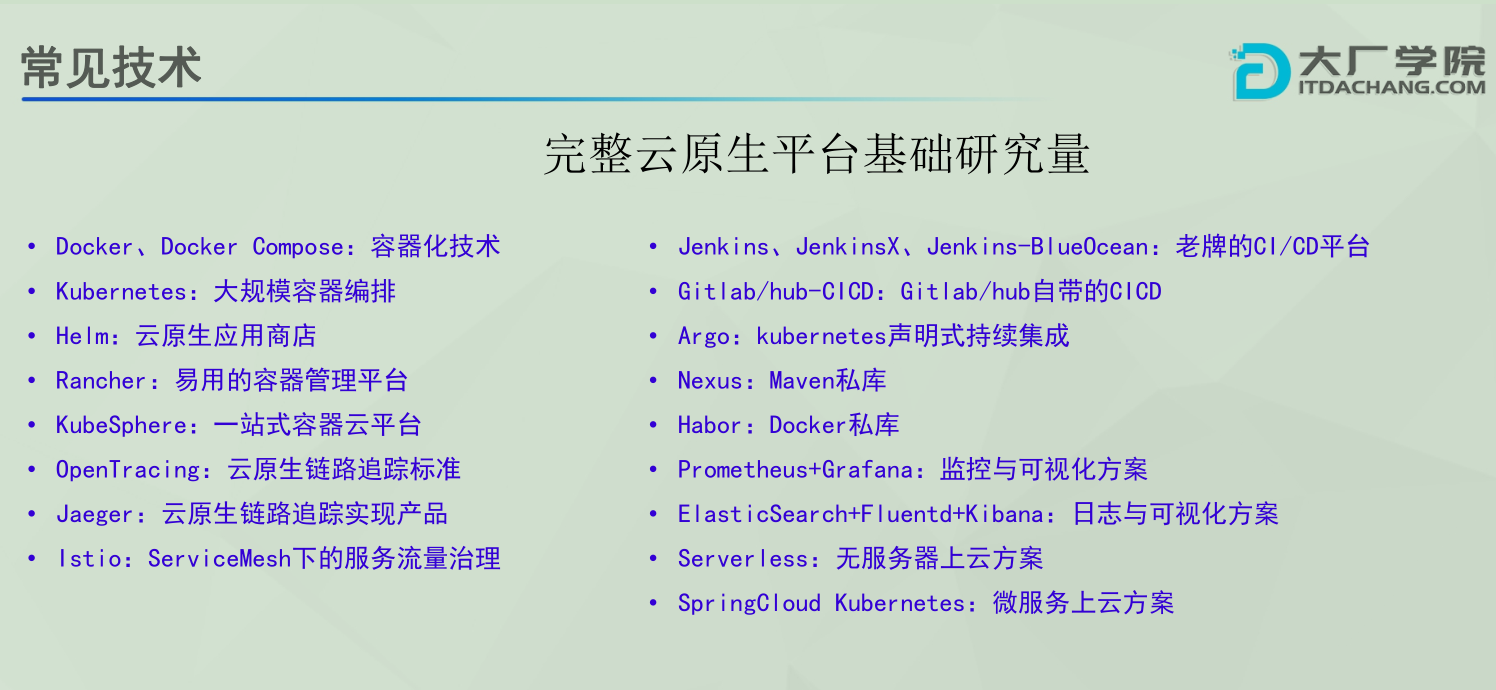 常见技术
大厂学院
ITDACHANG.COM
完整云原生平台基础研究量
• Docker、Docker Compose：容器化技术
• Kubernetes：大规模容器编排
• Helm：云原生应用商店
• Rancher：易用的容器管理平台
• KubeSphere：一站式容器云平台
• OpenTracing：云原生链路追踪标准
• Jaeger：云原生链路追踪实现产品
• Istio：ServiceMesh下的服务流量治理
• Jenkins、JenkinsX、Jenkins-BlueOcean：老牌的CI/CD平台
• Gitlab/hub-CICD：Gitlab/hub自带的CICD
• Argo：kubernetes声明式持续集成
• Nexus：Maven私库
• Habor：Docker私库
• Prometheus+Grafana：监控与可视化方案
• ElasticSearch+Fluentd+Kibana：日志与可视化方案
• Serverless：无服务器上云方案
• SpringCloud Kubernetes：微服务上云方案